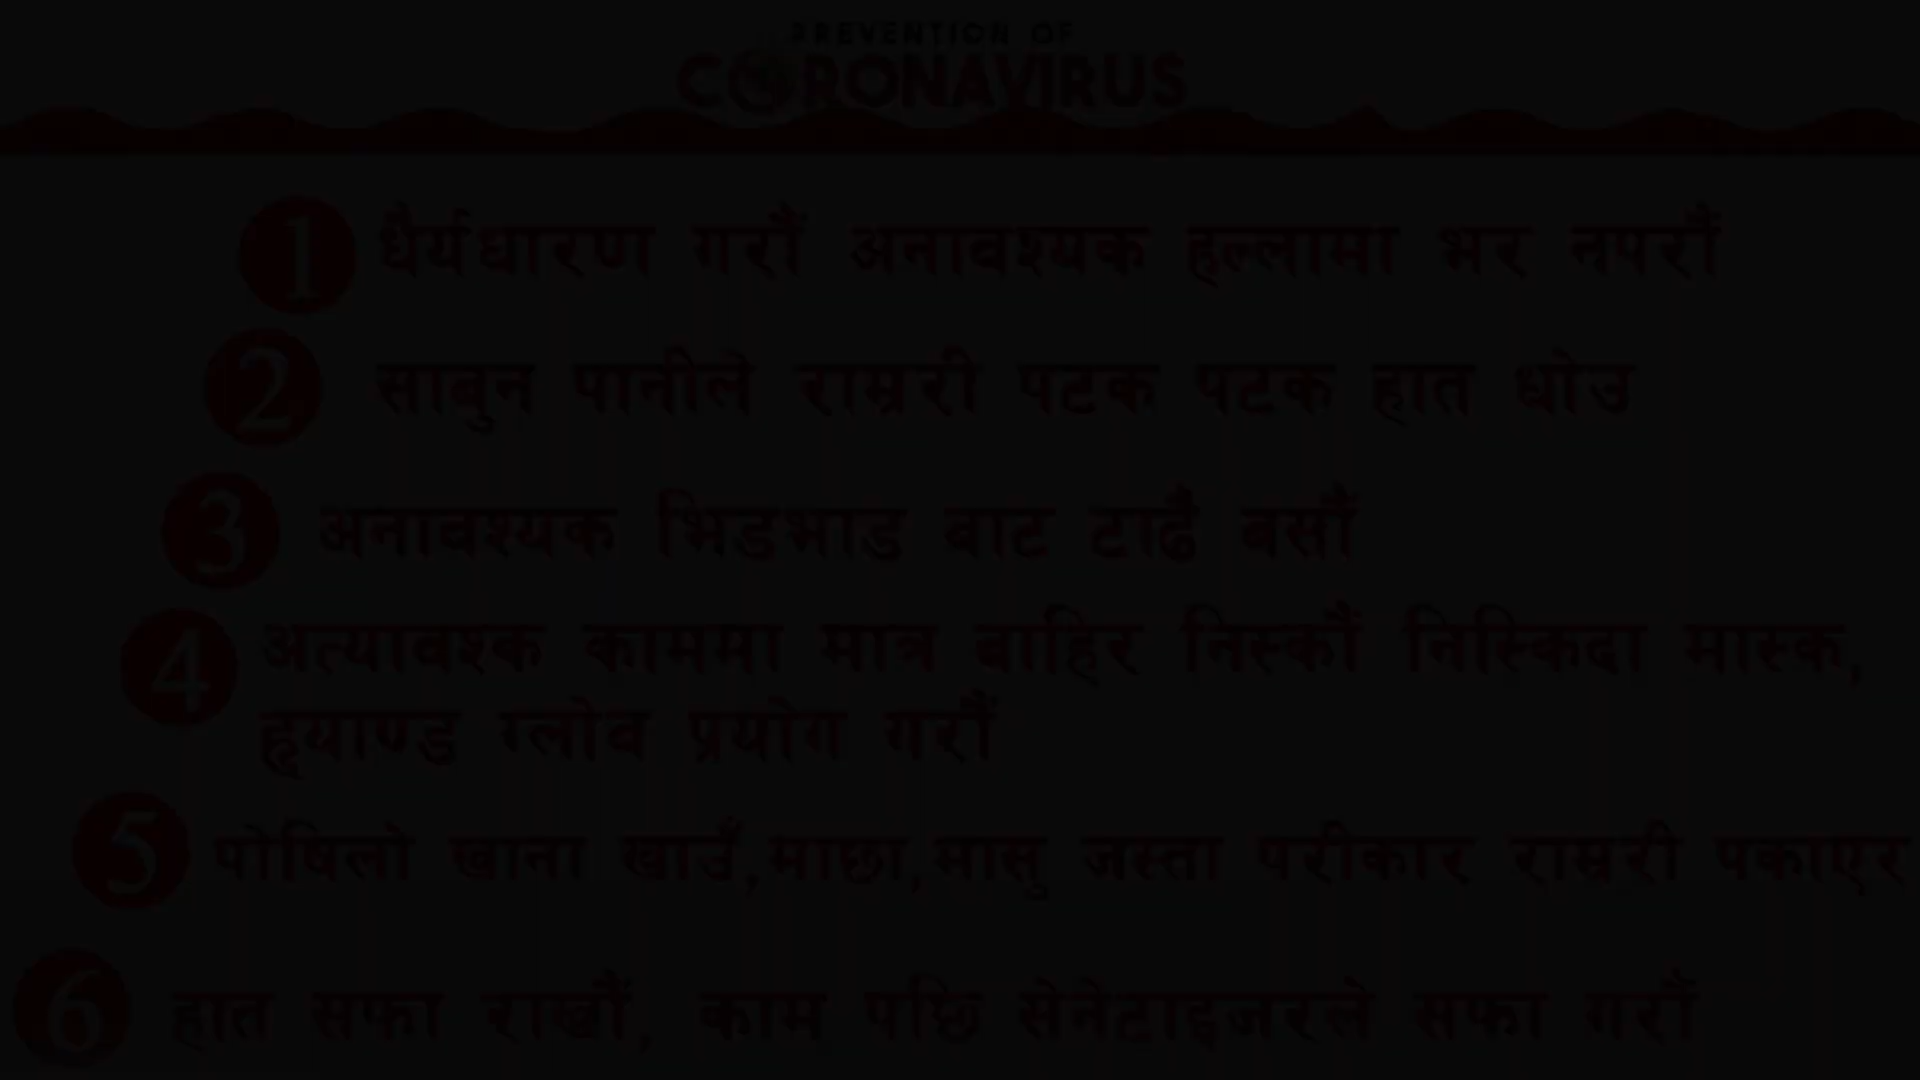 PREVENTION OF
CORONAVIRUS
1 धैर्यधारण गरौं अनावश्यक हल्लामा भर नपरौं
2 साबुन पानीले राम्ररी पटक पटक हात धोउ
3 अनावश्यक भिडभाड बाट टाढै बसौं
4 अत्यावश्क काममा मात्र बाहिर निस्कौं निस्किदा मास्क,
हृयाण्ड ग्लोव प्रयोग गरौं
5 पोषिलो खाना खाउँ,माछा,मासु जस्ता परीकार राम्ररी पकाएर
6 हात सफा राखौं, काम पछि सेनेटाइजरले सफा गरौं